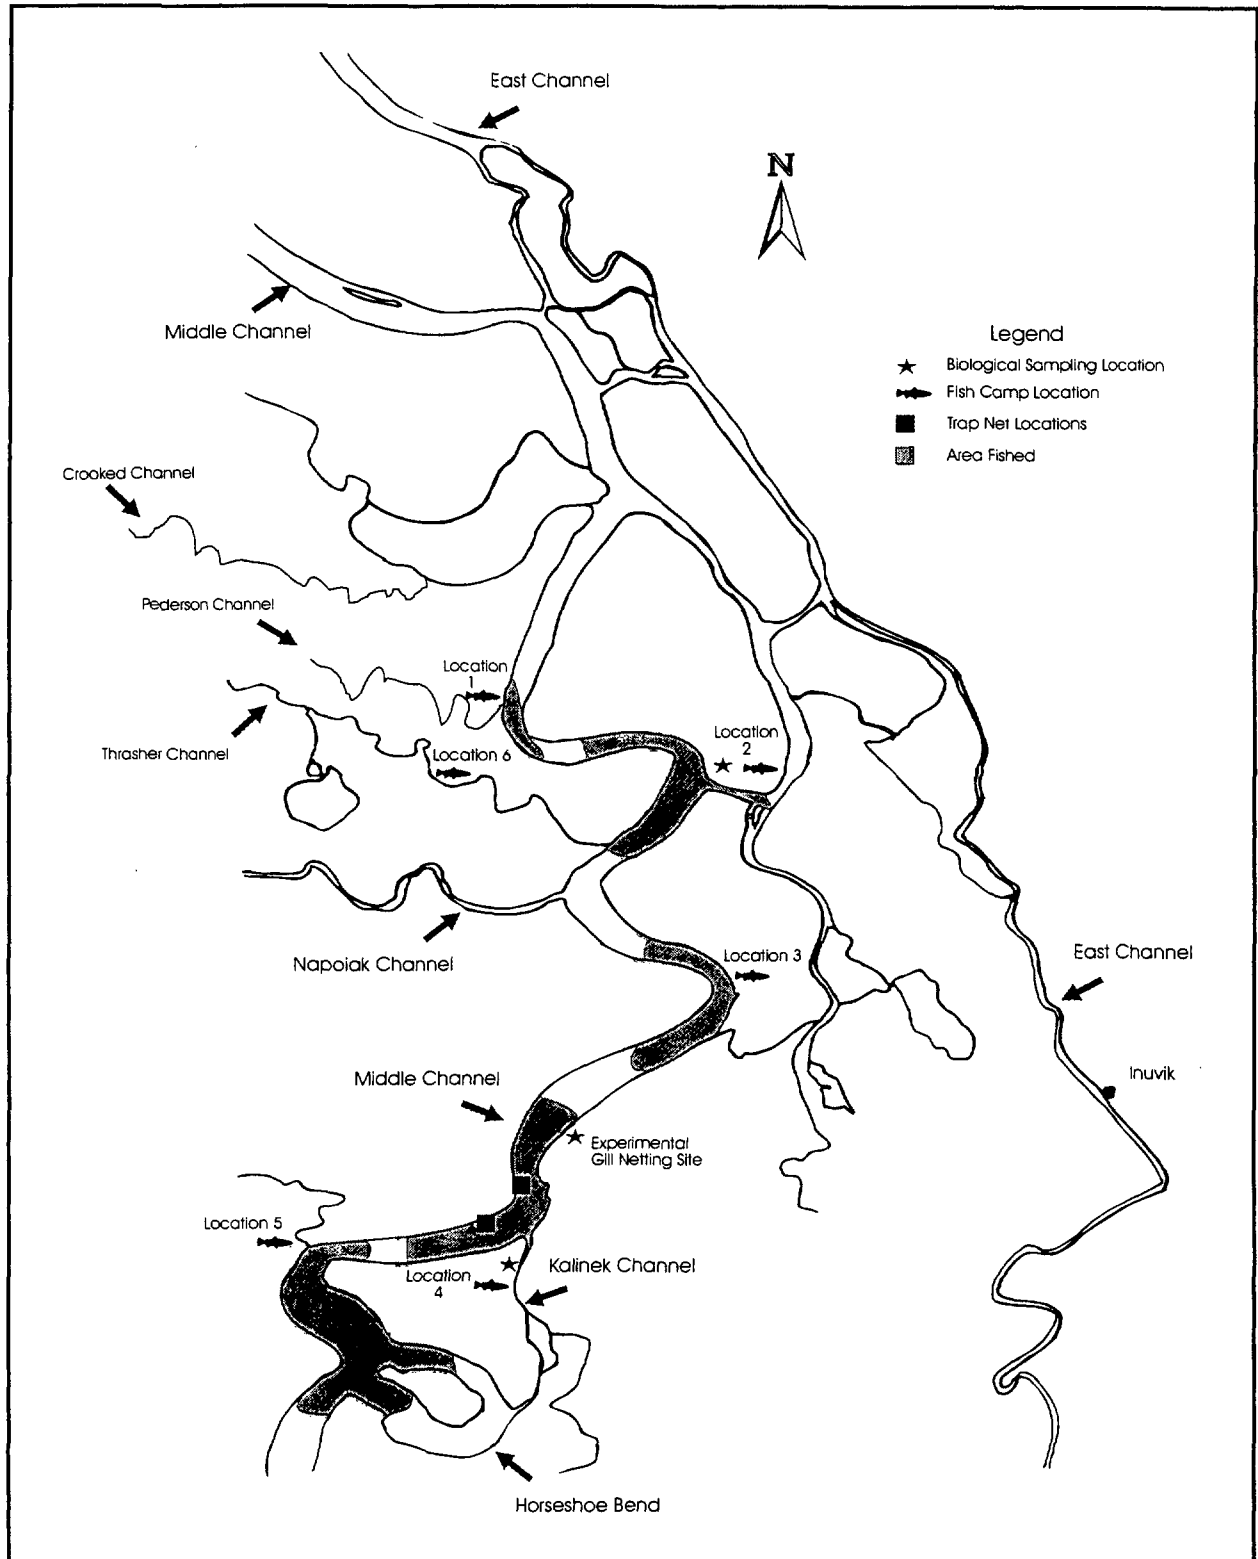 East Channel
N
Middle Channel
Legend
Biological Sampling Location
Fish Camp Location
Trap Net Locations
Area Fished
Crooked Channel
Pederson Channel
Location
1
Thrasher Channel
Location 6
Location
2
Napoiak Channel
Location 3
East Channel
Middle Channel
Inuvik
Experimental
Gill Netting Site
Location 5
Location
4
Kalinek Channel
Horseshoe Bend